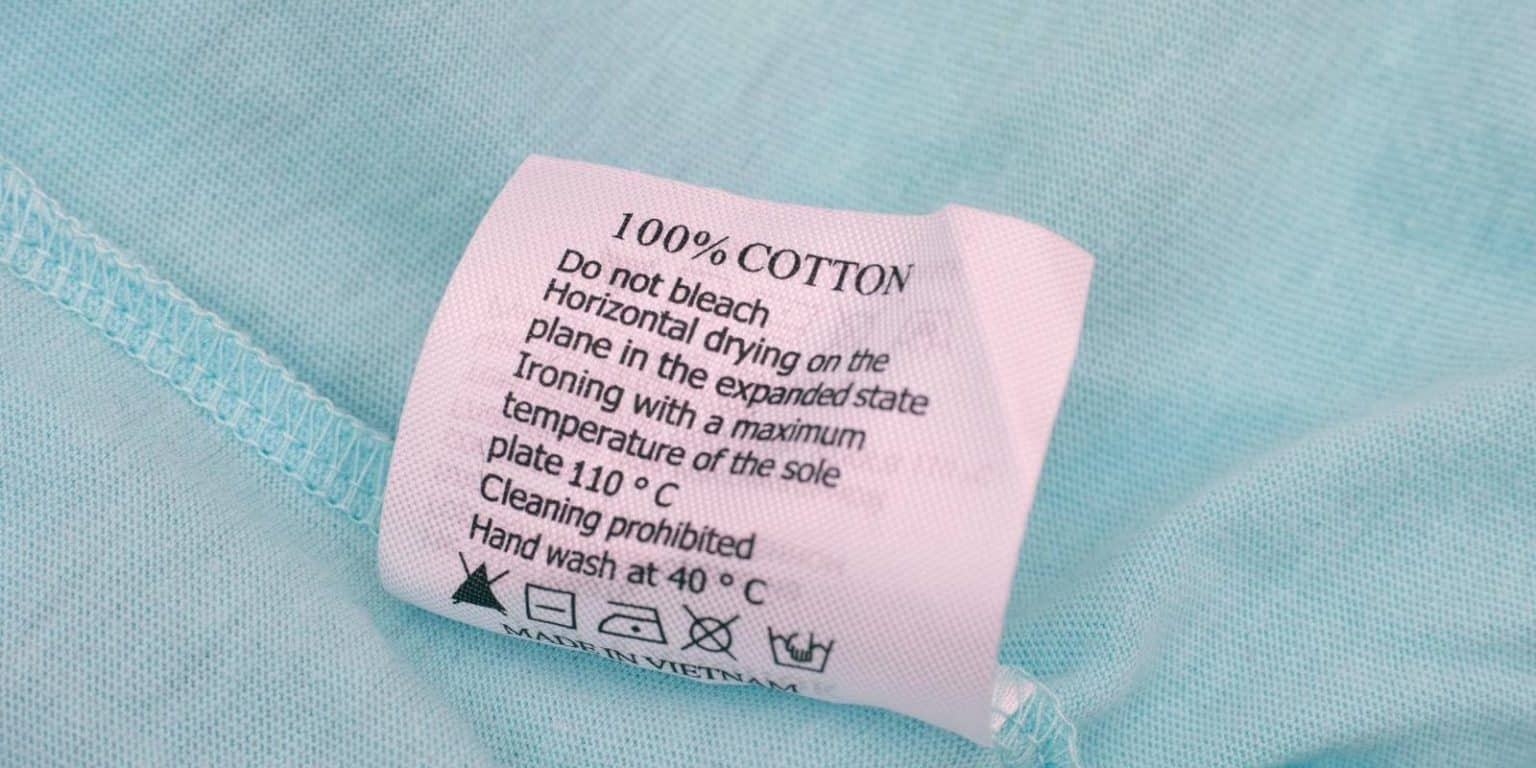 100% COTTON
Do not bleach
Horizontal drying on the
plane in the expanded state
Ironing with a maximum
temperature of the sole
plate 110 ° C
Cleaning prohibited
Hand wash at 40 ° C
MADE IN VIETNAM